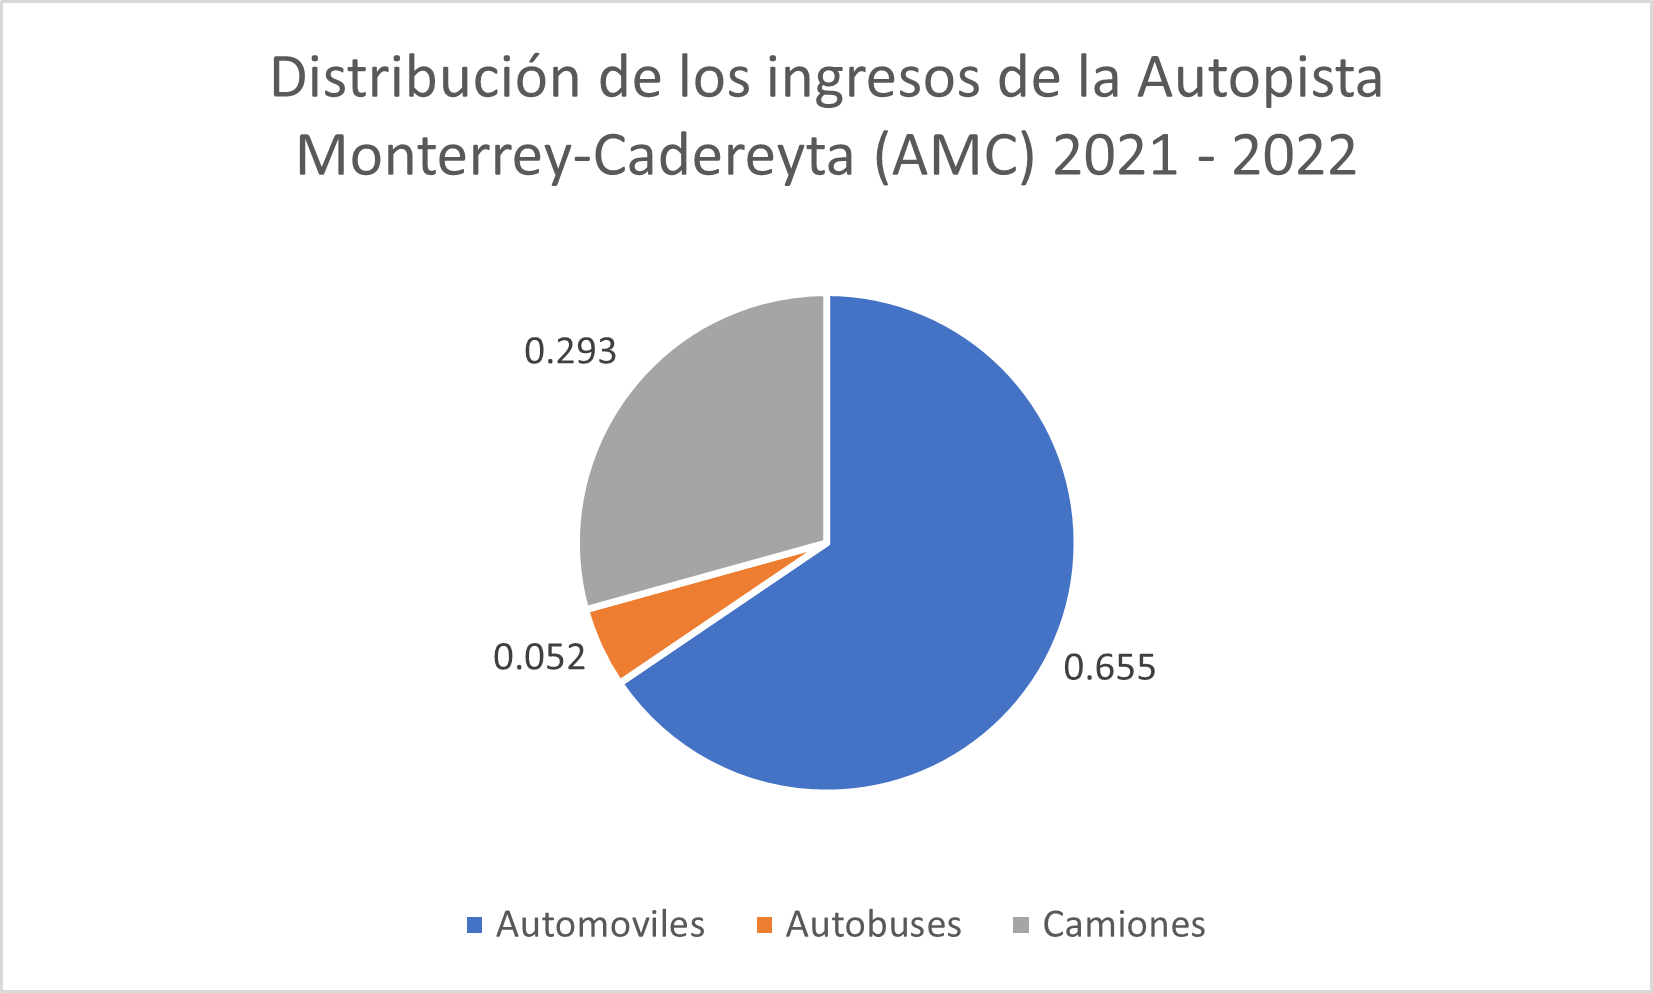 Distribución de los ingresos de la Autopista
Monterrey-Cadereyta (AMC) 2021 - 2022
0.293
0.052
0.655
Automoviles Autobuses Camiones